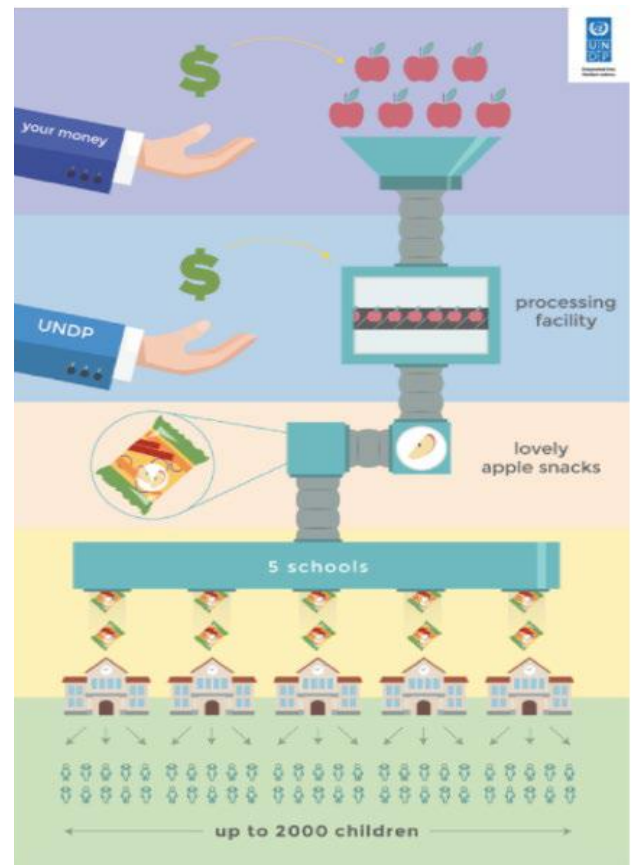 your money
U N
D P
UNDP
processing
facility
lovely
apple snacks
5 schools
up to 2000 children